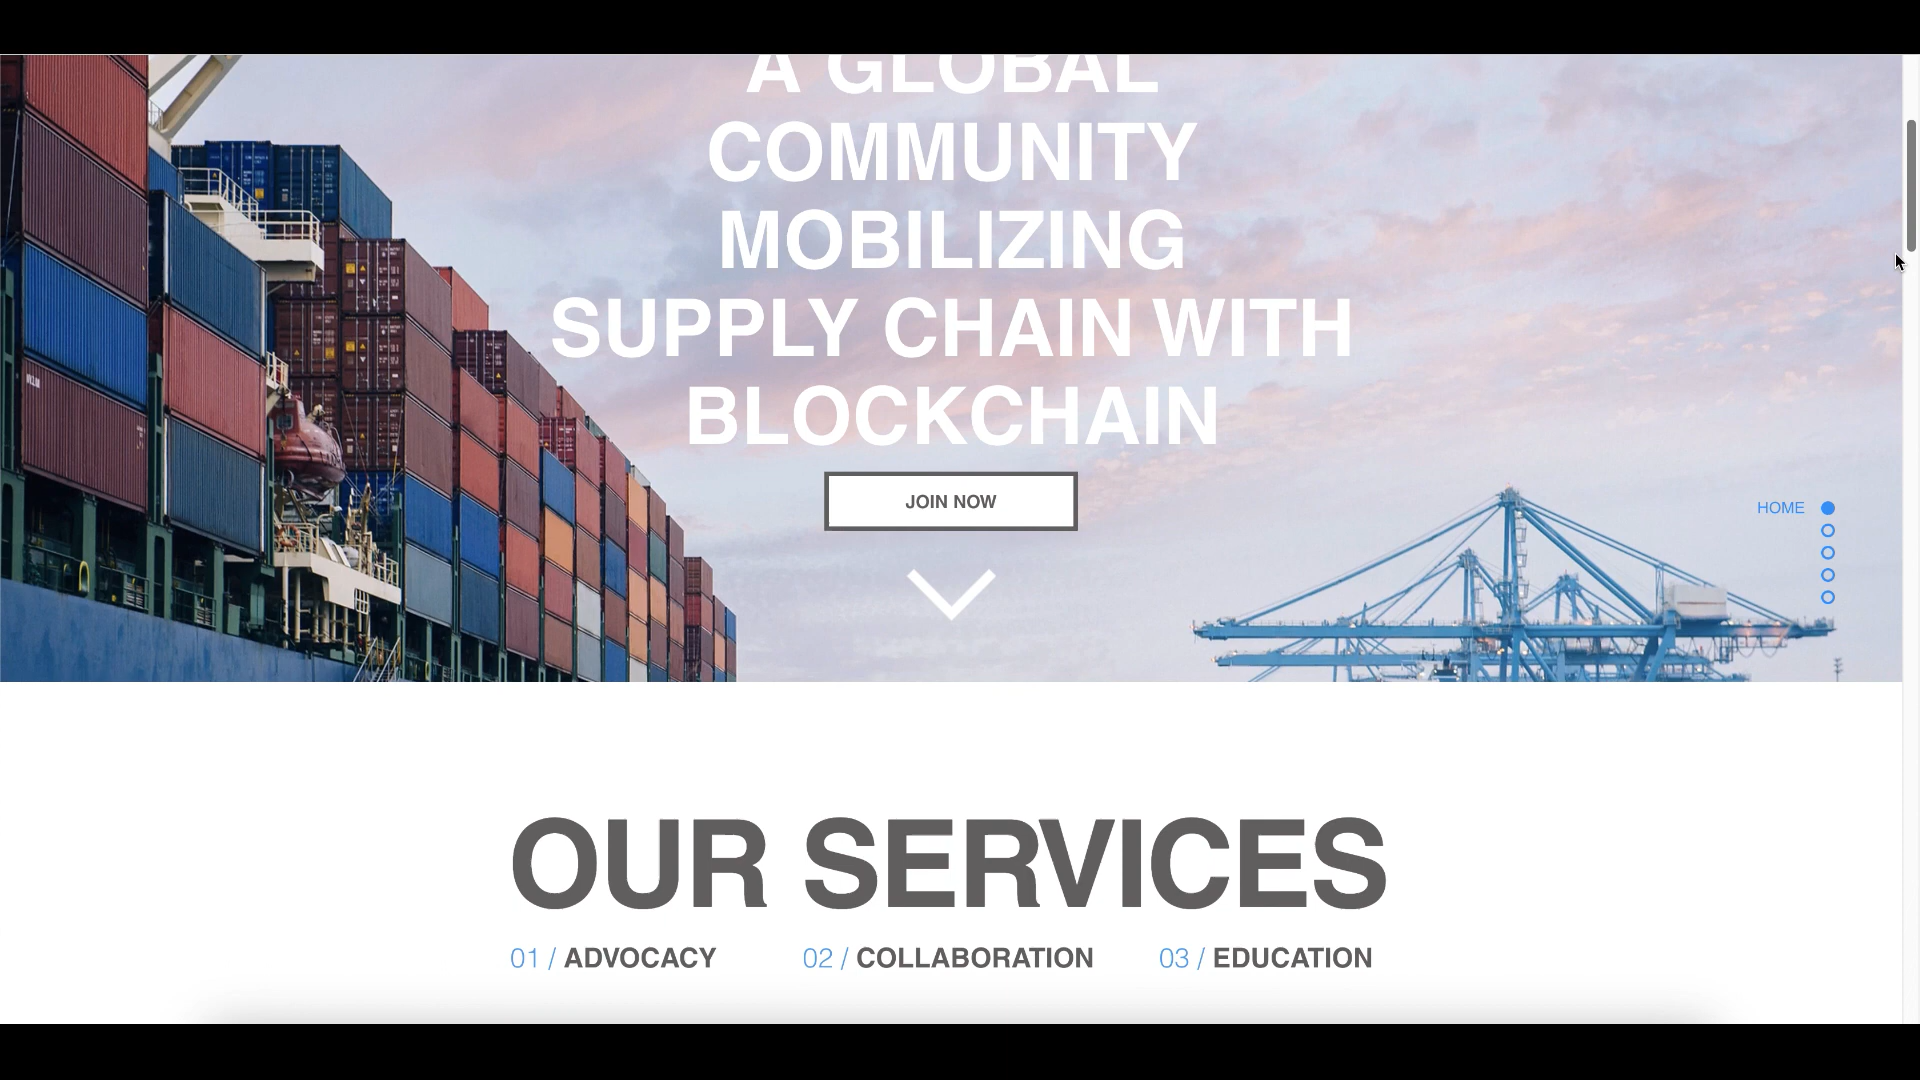 A GLOBAL
COMMUNITY
MOBILIZING
SUPPLY CHAIN WITH
BLOCKCHAIN
JOIN NOW
HOME
OUR SERVICES
01 / ADVOCACY
02 / COLLABORATION
03 / EDUCATION